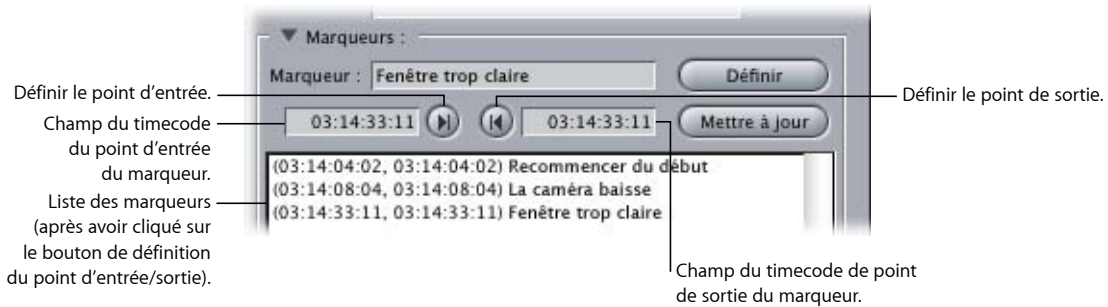 Marqueurs :
Marqueur : Fenêtre trop claire Définir
Définir le point d'entrée.
Définir le point de sortie.
03:14:33:11 03:14:33:11 Mettre à jour
Champ du timecode
du point d'entrée
du marqueur.
(03:14:04:02, 03:14:04:02) Recommencer du début
(03:14:08:04, 03:14:08:04) La caméra baisse
(03:14:33:11, 03:14:33:11) Fenêtre trop claire
Liste des marqueurs
(après avoir cliqué sur
le bouton de définition
du point d'entrée/sortie).
Champ du timecode de point
de sortie du marqueur.